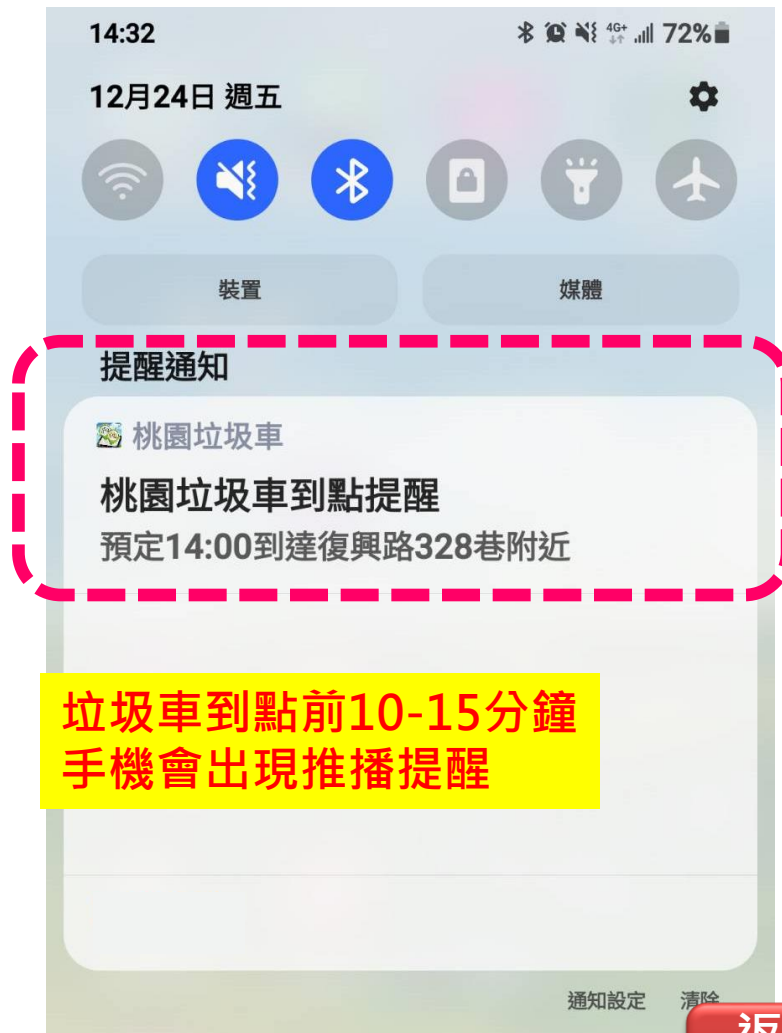 14:32
4G+
72%
12月24日 週五
裝置
媒體
提醒通知
桃園垃圾車
桃園垃圾車到點提醒
預定14:00到達復興路328巷附近
垃圾車到點前10-15分鐘
手機會出現推播提醒
通知設定
清除
返